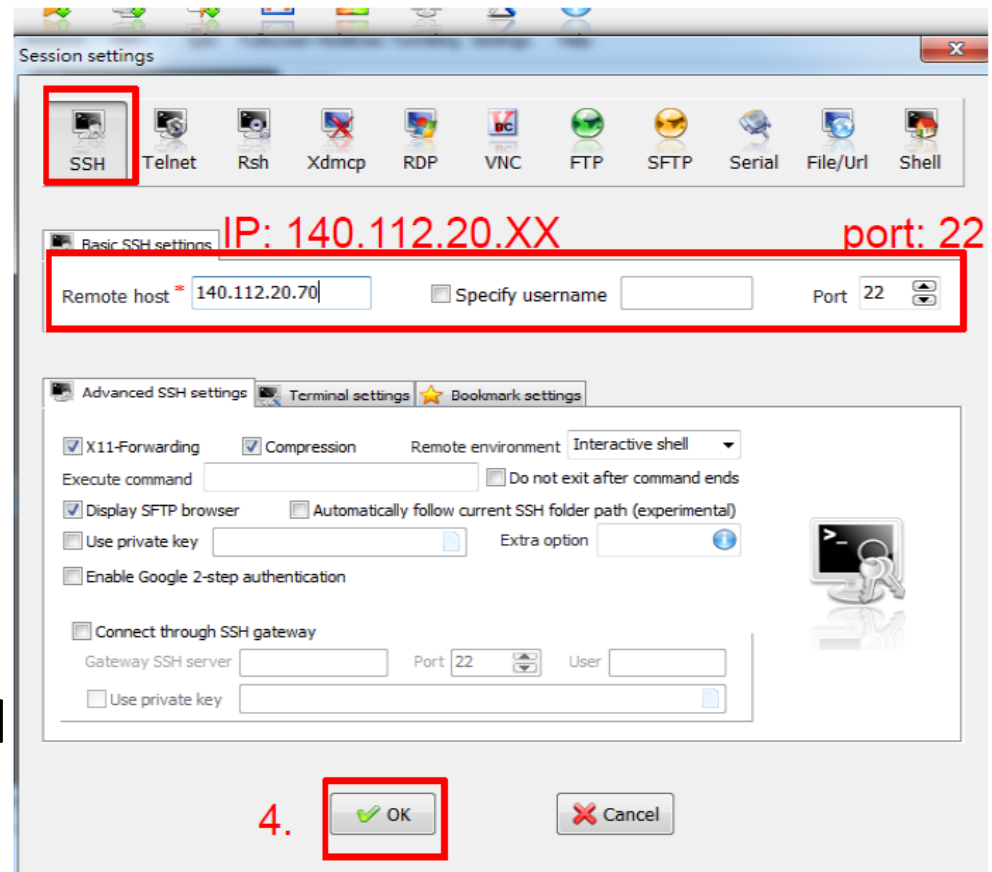 Session settings
SSH Telnet Rsh Xdmcp RDP VNC FTP SFTP Serial File/Url Shell
IP: 140.112.20.XX port: 22
Basic SSH settings
Remote host * 140.112.20.70 Specify username Port 22
Advanced SSH settings Terminal settings Bookmark settings
X11-Forwarding Compression Remote environment Interactive shell
Execute command Do not exit after command ends
Display SFTP browser Automatically follow current SSH folder path (experimental)
Use private key Extra option
Enable Google 2-step authentication
Connect through SSH gateway
Gateway SSH server Port 22 User
Use private key
4. OK Cancel